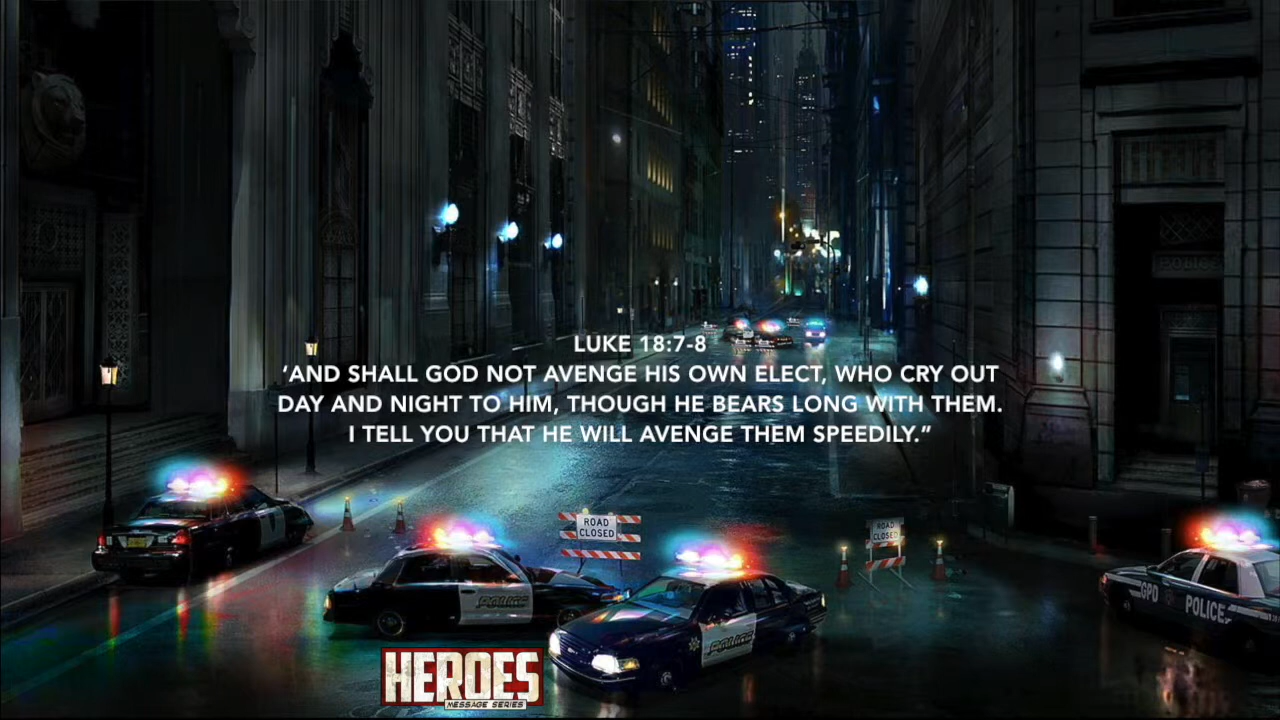 POLICE
LUKE 18:7-8
‘AND SHALL GOD NOT AVENGE HIS OWN ELECT, WHO CRY OUT
DAY AND NIGHT TO HIM, THOUGH HE BEARS LONG WITH THEM.
I TELL YOU THAT HE WILL AVENGE THEM SPEEDILY.”
ROAD
CLOSED
ROAD
CLOSED
POLICE
POLICE
GPD POLICE
HEROES
MESSAGE SERIES